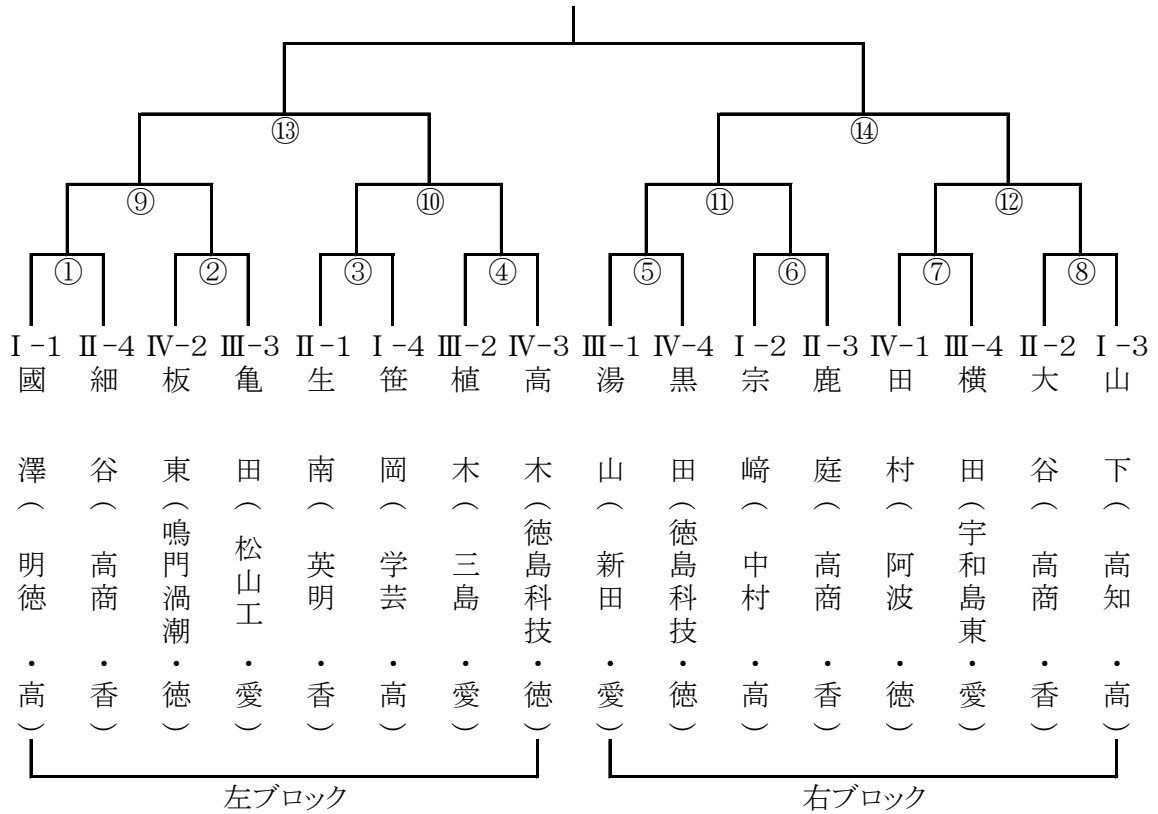 ⑬ ⑭
⑨ ⑩ ⑪ ⑫
① ② ③ ④ ⑤ ⑥ ⑦ ⑧
Ⅰ-1 Ⅱ-4 Ⅳ-2 Ⅲ-3 Ⅱ-1 Ⅰ-4 Ⅲ-2 Ⅳ-3 Ⅲ-1 Ⅳ-4 Ⅰ-2 Ⅱ-3 Ⅳ-1 Ⅲ-4 Ⅱ-2 Ⅰ-3
國澤(明徳・高)
細谷(高商・香)
板東(鳴門渦潮・徳)
亀田(松山工・愛)
生南(英明・香)
笹岡(学芸・高)
植木(三島・愛)
高木(徳島科技・徳)
湯山(新田・愛)
黒田(徳島科技・徳)
宗﨑(中村・高)
鹿庭(高商・香)
田村(阿波・徳)
横田(宇和島東・愛)
大谷(高商・香)
山下(高知・高)
左ブロック 右ブロック